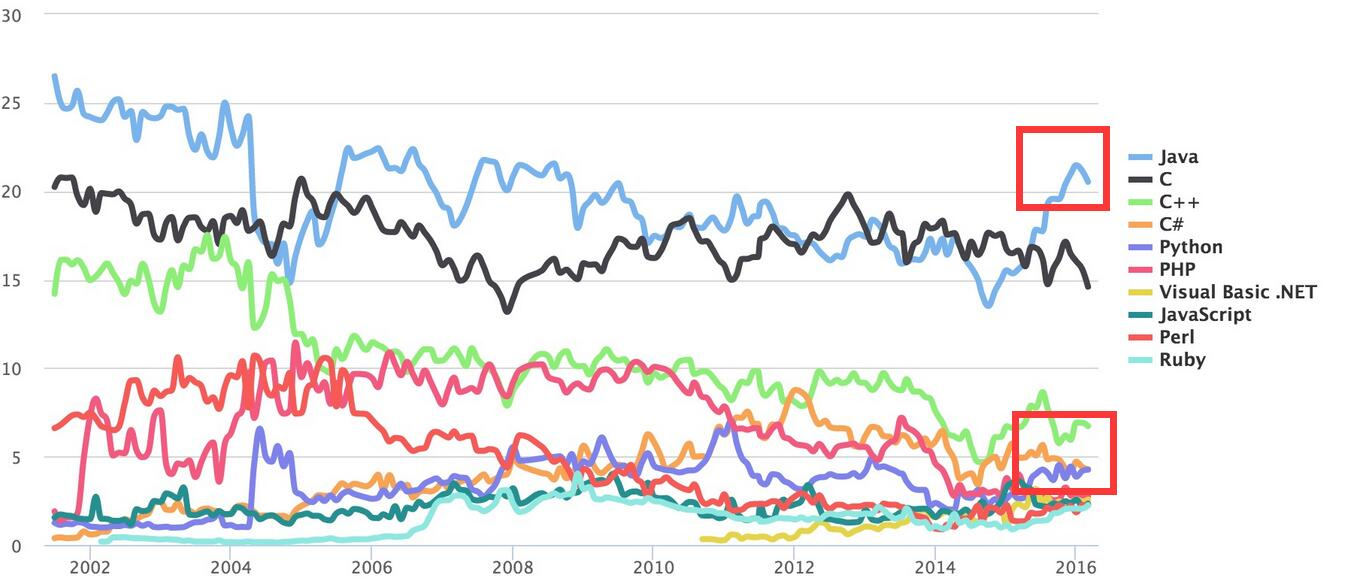 30
25
20
15
10
5
0
2002 2004 2006 2008 2010 2012 2014 2016
Java
C
C++
C#
Python
PHP
Visual Basic .NET
JavaScript
Perl
Ruby